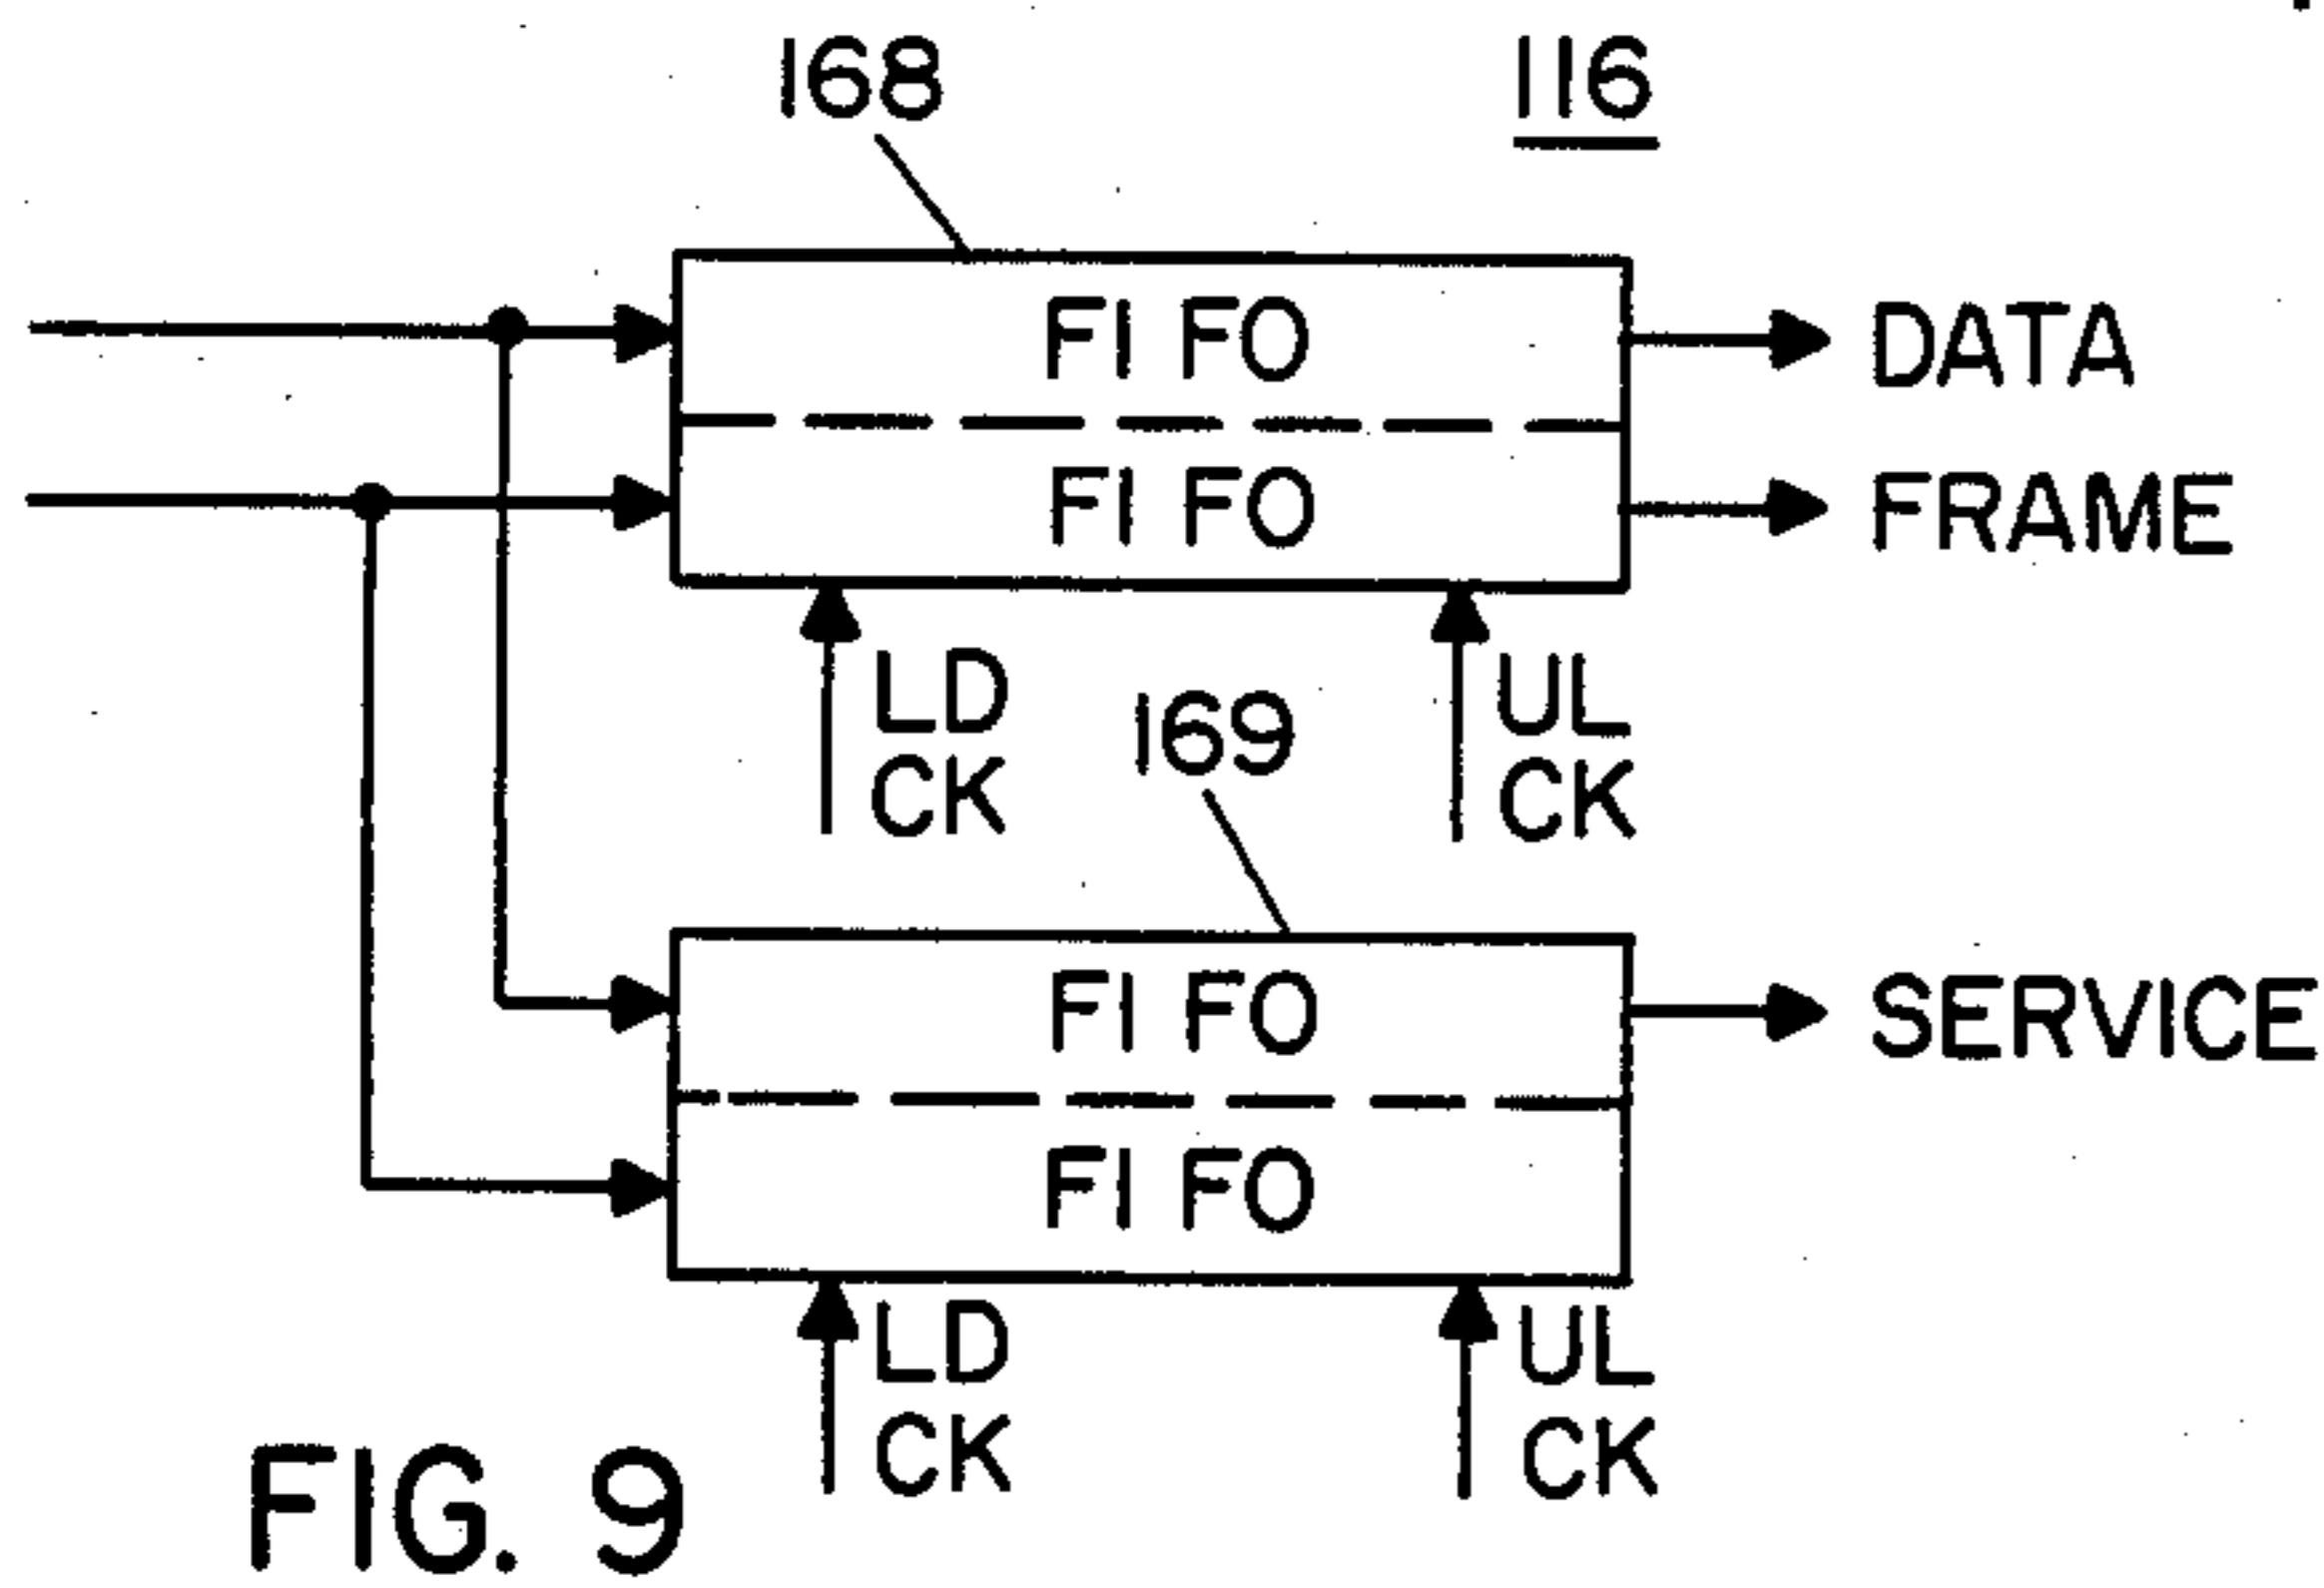 168
116
FI FO
DATA
FI FO
FRAME
LD
CK
UL
CK
169
FI FO
SERVICE
FI FO
LD
CK
UL
CK
FIG. 9